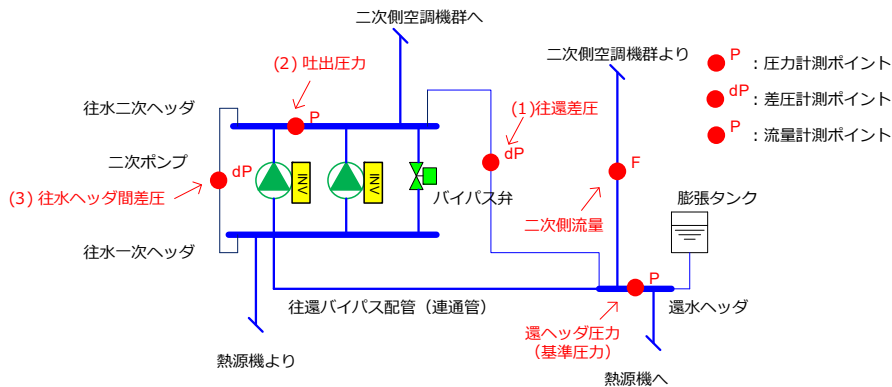 二次側空調機群へ
二次側空調機群より
P
：圧力計測ポイント
dP
：差圧計測ポイント
P
：流量計測ポイント
(2) 吐出圧力
往水二次ヘッダ
P
(1)往還差圧
二次ポンプ
dP
INV
INV
dP
F
(3) 往水ヘッダ間差圧
バイパス弁
膨張タンク
二次側流量
往水一次ヘッダ
P
往還バイパス配管（連通管）
還水ヘッダ
還ヘッダ圧力
（基準圧力）
熱源機より
熱源機へ